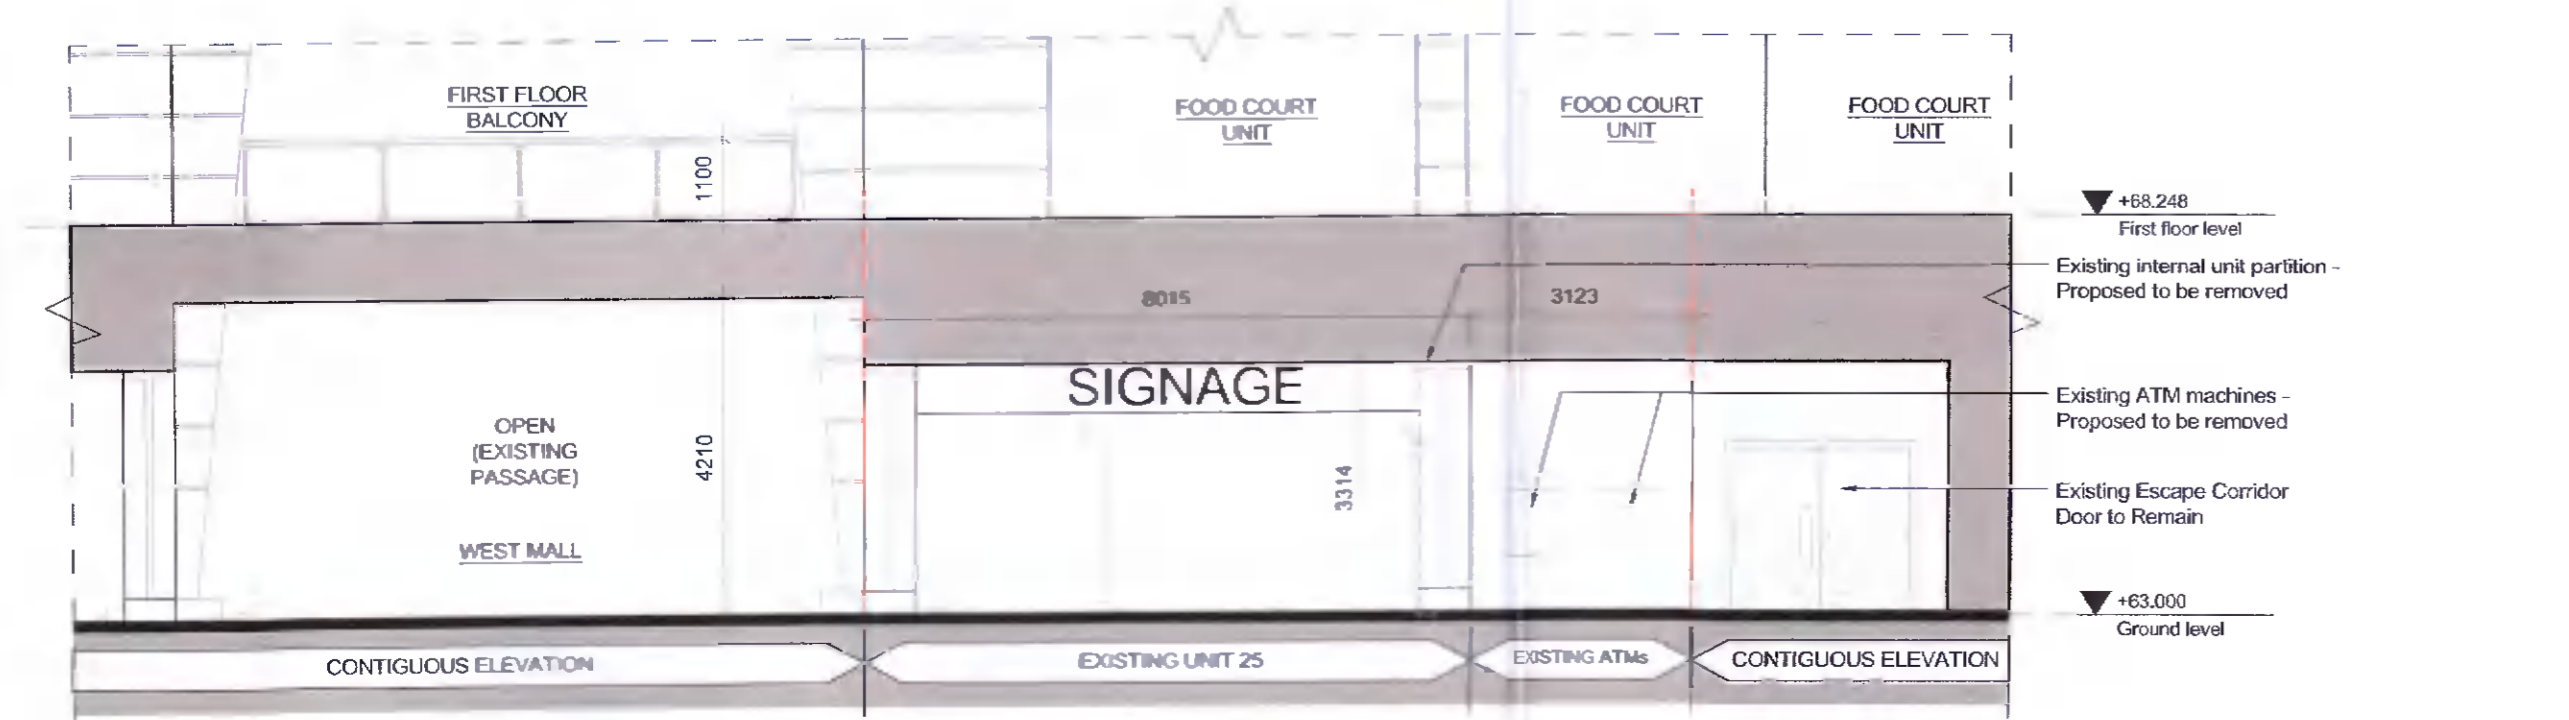 FIRST FLOOR
BALCONY
FOOD COURT
UNIT
FOOD COURT
UNIT
FOOD COURT
UNIT
1100
+68.248
First floor level
8015
3123
Existing internal unit partition -
Proposed to be removed
SIGNAGE
OPEN
(EXISTING
PASSAGE)
4210
3314
Existing ATM machines -
Proposed to be removed
Existing Escape Corridor
Door to Remain
WEST MALL
+63.000
Ground level
CONTIGUOUS ELEVATION
EXISTING UNIT 25
EXISTING ATMs
CONTIGUOUS ELEVATION